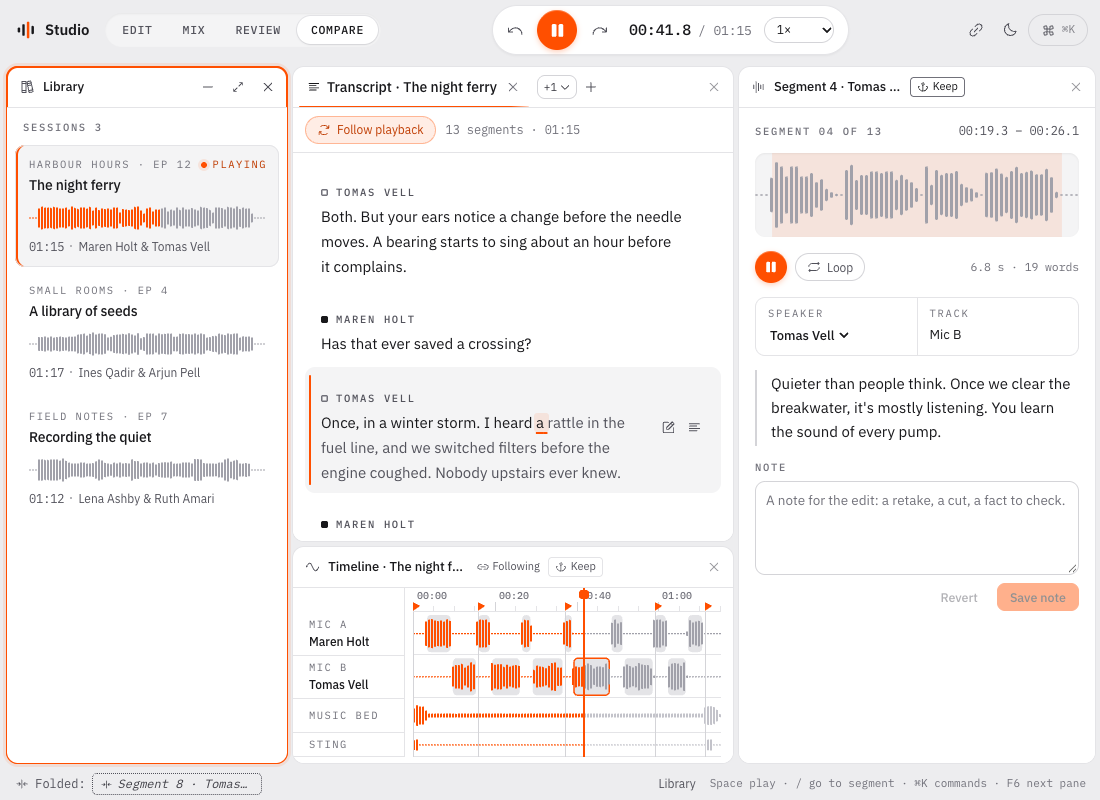 Studio EDIT MIX REVIEW COMPARE 00:41.8 / 01:15 1× ⌘ ⌘K
Library
SESSIONS 3
HARBOUR HOURS · EP 12 PLAYING
The night ferry
01:15 · Maren Holt & Tomas Vell
SMALL ROOMS · EP 4
A library of seeds
01:17 · Ines Qadir & Arjun Pell
FIELD NOTES · EP 7
Recording the quiet
01:12 · Lena Ashby & Ruth Amari
Transcript · The night ferry +1
Follow playback 13 segments · 01:15
TOMAS VELL
Both. But your ears notice a change before the needle
moves. A bearing starts to sing about an hour before
it complains.
MAREN HOLT
Has that ever saved a crossing?
TOMAS VELL
Once, in a winter storm. I heard a rattle in the
fuel line, and we switched filters before the
engine coughed. Nobody upstairs ever knew.
MAREN HOLT
Timeline · The night f... Following Keep
00:00 00:20 0:40 01:00
MIC A
Maren Holt
MIC B
Tomas Vell
MUSIC BED
STING
Segment 4 · Tomas ... Keep
SEGMENT 04 OF 13 00:19.3 – 00:26.1
Loop 6.8 s · 19 words
SPEAKER TRACK
Tomas Vell Mic B
Quieter than people think. Once we clear the
breakwater, it's mostly listening. You learn
the sound of every pump.
NOTE
A note for the edit: a retake, a cut, a fact to check.
Revert Save note
Folded: Segment 8 · Tomas… Library Space play · / go to segment · ⌘K commands · F6 next pane